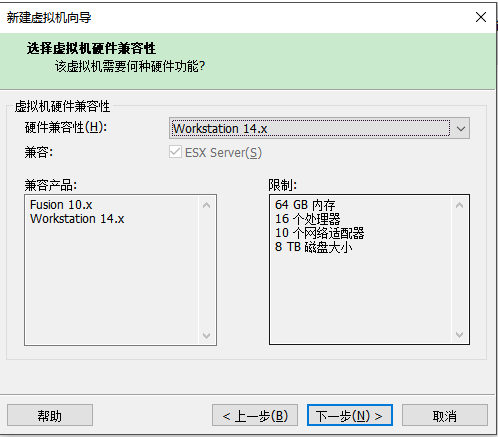 新建虚拟机向导
选择虚拟机硬件兼容性
该虚拟机需要何种硬件功能?
虚拟机硬件兼容性
硬件兼容性(H):
Workstation 14.x
兼容:
ESX Server(S)
兼容产品:
Fusion 10.x
Workstation 14.x
限制:
64 GB 内存
16 个处理器
10 个网络适配器
8 TB 磁盘大小
帮助
< 上一步(B)
下一步(N) >
取消